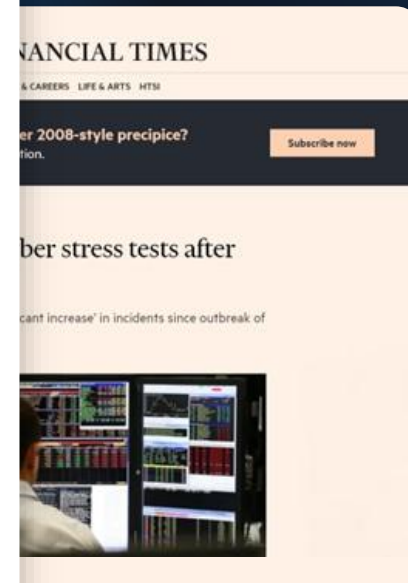 NANCIAL TIMES
& CAREERS LIFE & ARTS HTSI
er 2008-style precipice?
tion.
Subscribe now
ber stress tests after
cant increase' in incidents since outbreak of